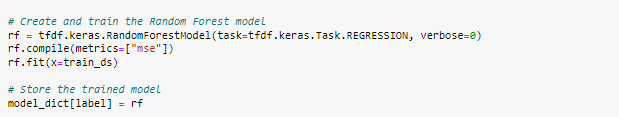 # Create and train the Random Forest model
rf = tfdf.keras.RandomForestModel(task=tfdf.keras.Task.REGRESSION, verbose=0)
rf.compile(metrics=["mse"])
rf.fit(x=train_ds)
# Store the trained model
model_dict[label] = rf